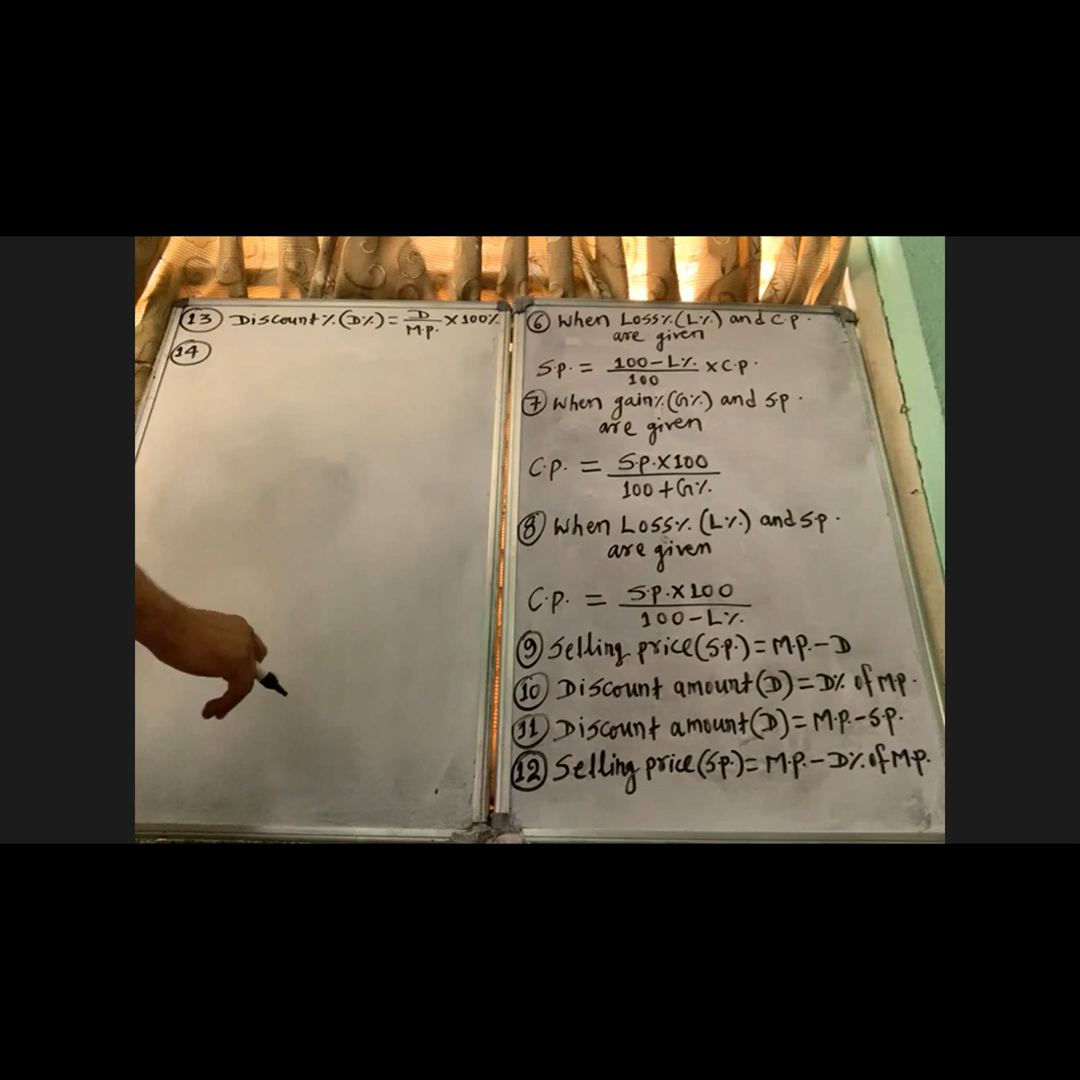 (13) Discount % (D%) = D/M.P. × 100%
(14)
(6) When Loss% (L%) and C.P.
are given
S.P. = 100-L%/100 × C.P.
(7) When gain% (G%) and S.P.
are given
C.P. = S.P. × 100/100 + G%
(8) When Loss% (L%) and S.P.
are given
C.P. = S.P. × 100/100 - L%
(9) Selling price (S.P.) = M.P. - D
(10) Discount amount (D) = D% of M.P.
(11) Discount amount (D) = M.P. - S.P.
(12) Selling price (S.P.) = M.P. - D% of M.P.